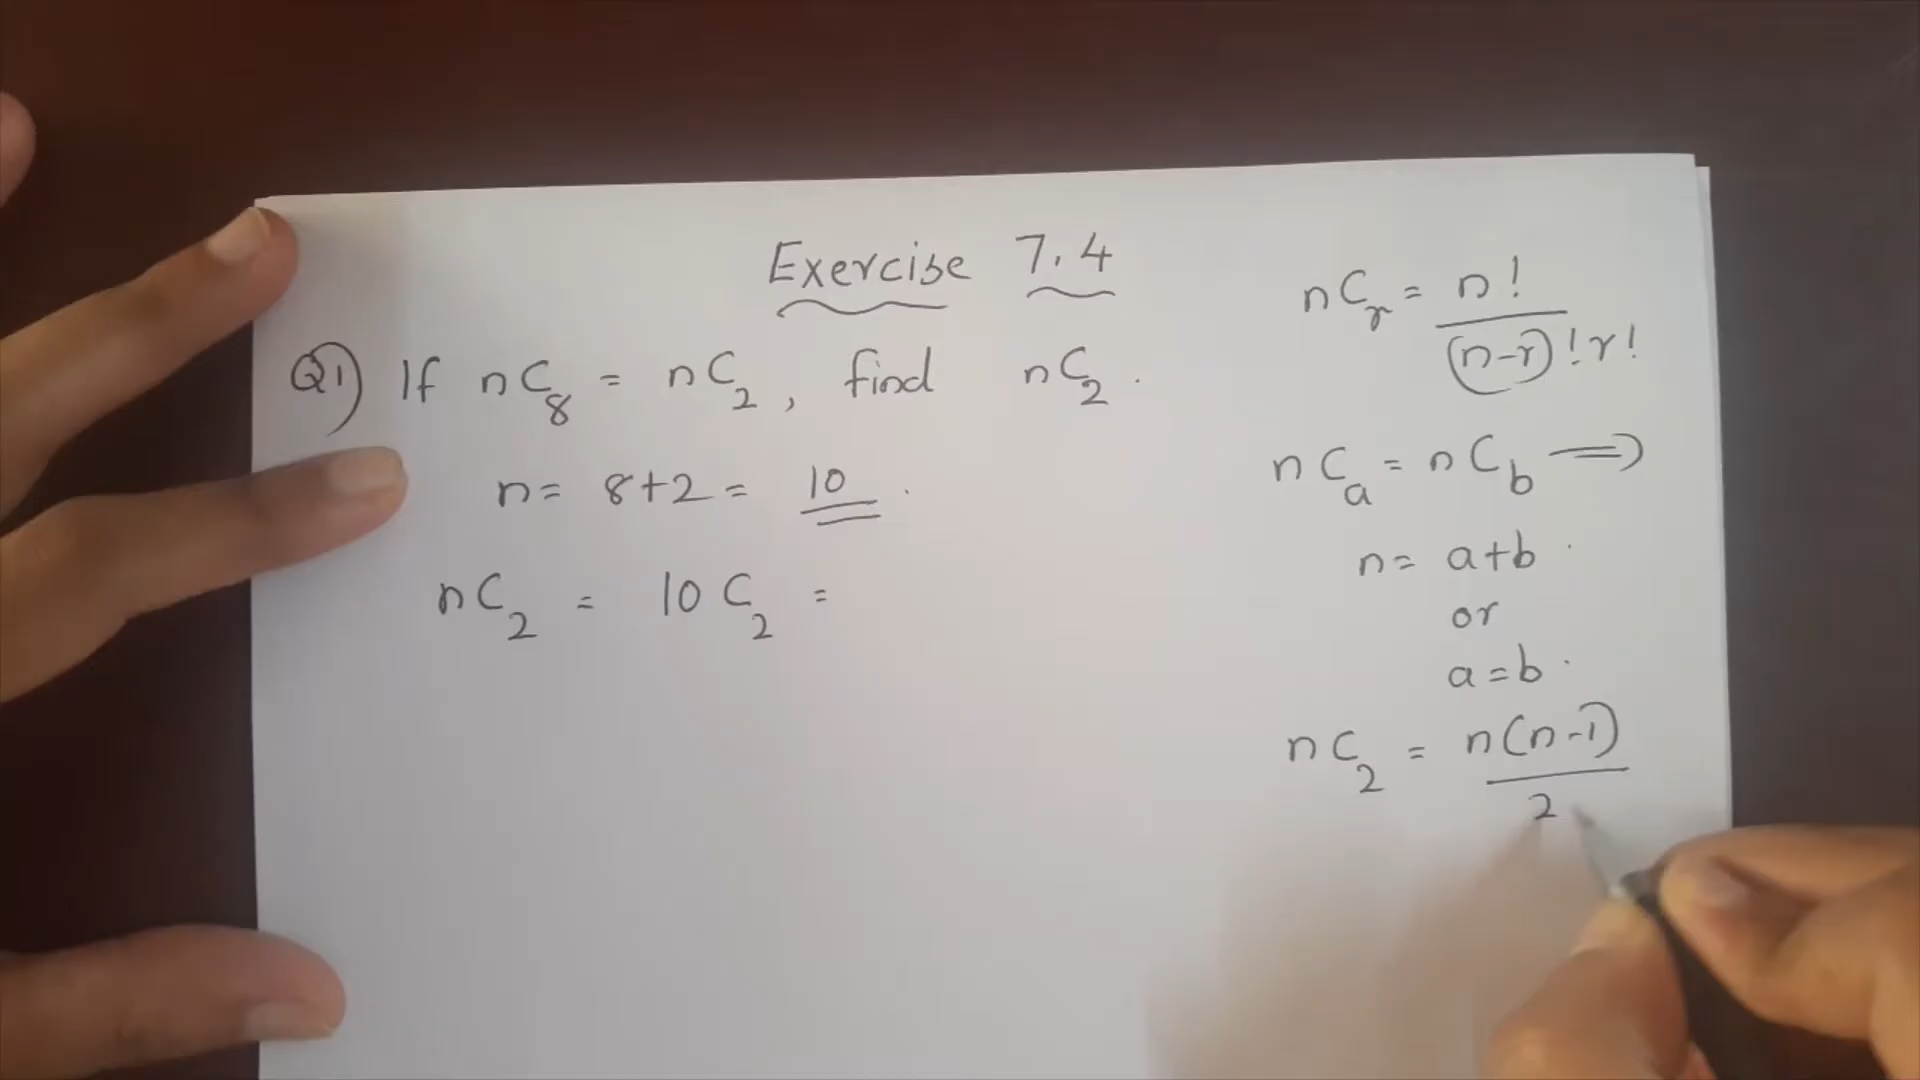 Exercise 7.4
Q1) If nC₈ = nC₂, find nC₂.
n = 8+2 = 10.
nC₂ = 10C₂ =
nCᵣ = n!
(n-r)!r!
nCₐ = nC_b ⟹
n = a+b.
or
a=b.
nC₂ = n(n-1)
2